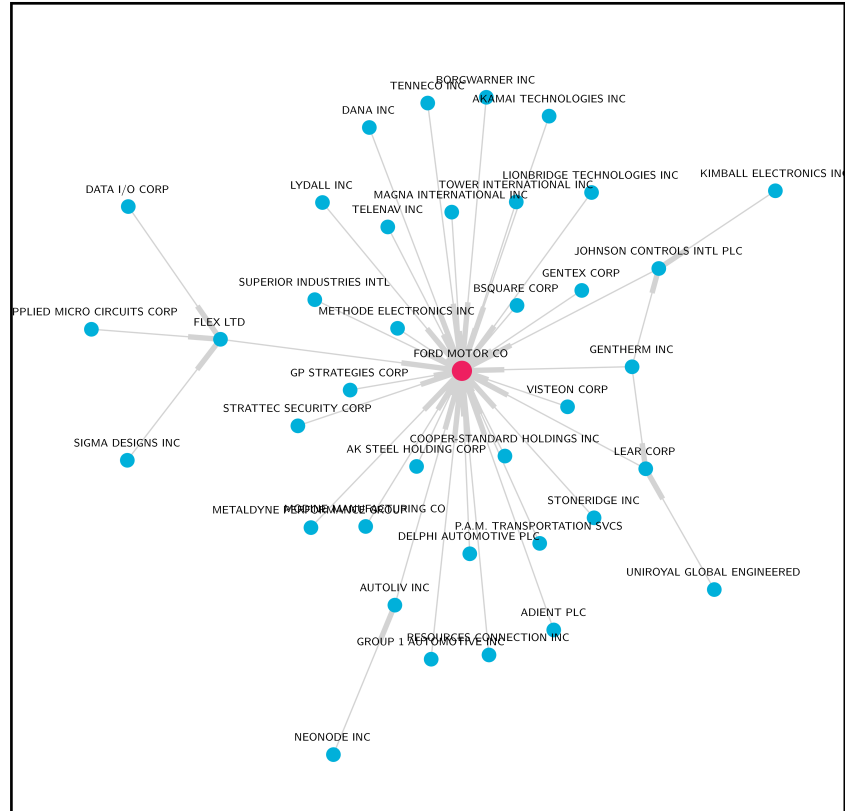 BORGWARNER INC
TENNECO INC
AKAMAI TECHNOLOGIES INC
DANA INC
KIMBALL ELECTRONICS INC
LIONBRIDGE TECHNOLOGIES INC
DATA I/O CORP
LYDALL INC
TOWER INTERNATIONAL INC
MAGNA INTERNATIONAL INC
TELENAV INC
JOHNSON CONTROLS INTL PLC
GENTEX CORP
SUPERIOR INDUSTRIES INTL
BSQUARE CORP
PPLIED MICRO CIRCUITS CORP
METHODE ELECTRONICS INC
FLEX LTD
GENTHERM INC
FORD MOTOR CO
GP STRATEGIES CORP
VISTEON CORP
STRATTEC SECURITY CORP
COOPER-STANDARD HOLDINGS INC
SIGMA DESIGNS INC
AK STEEL HOLDING CORP
LEAR CORP
STONERIDGE INC
METALDYNE PERFORMANCE GROUP
MODINE MANUFACTURING CO
P.A.M. TRANSPORTATION SVCS
DELPHI AUTOMOTIVE PLC
UNIROYAL GLOBAL ENGINEERED
AUTOLIV INC
ADIENT PLC
RESOURCES CONNECTION INC
GROUP 1 AUTOMOTIVE INC
NEONODE INC